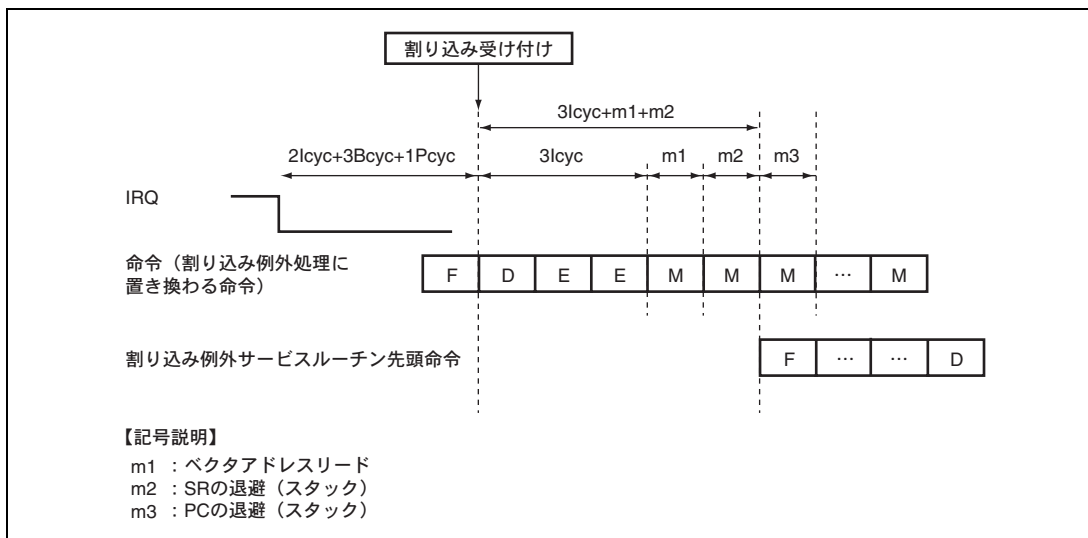 割り込み受け付け
3Icyc+m1+m2
2Icyc+3Bcyc+1Pcyc
3Icyc
m1
m2
m3
IRQ
命令（割り込み例外処理に
置き換わる命令）
F D E E M M M … M
割り込み例外サービスルーチン先頭命令
F … … D
【記号説明】
m1 ：ベクタアドレスリード
m2 ：SRの退避（スタック）
m3 ：PCの退避（スタック）